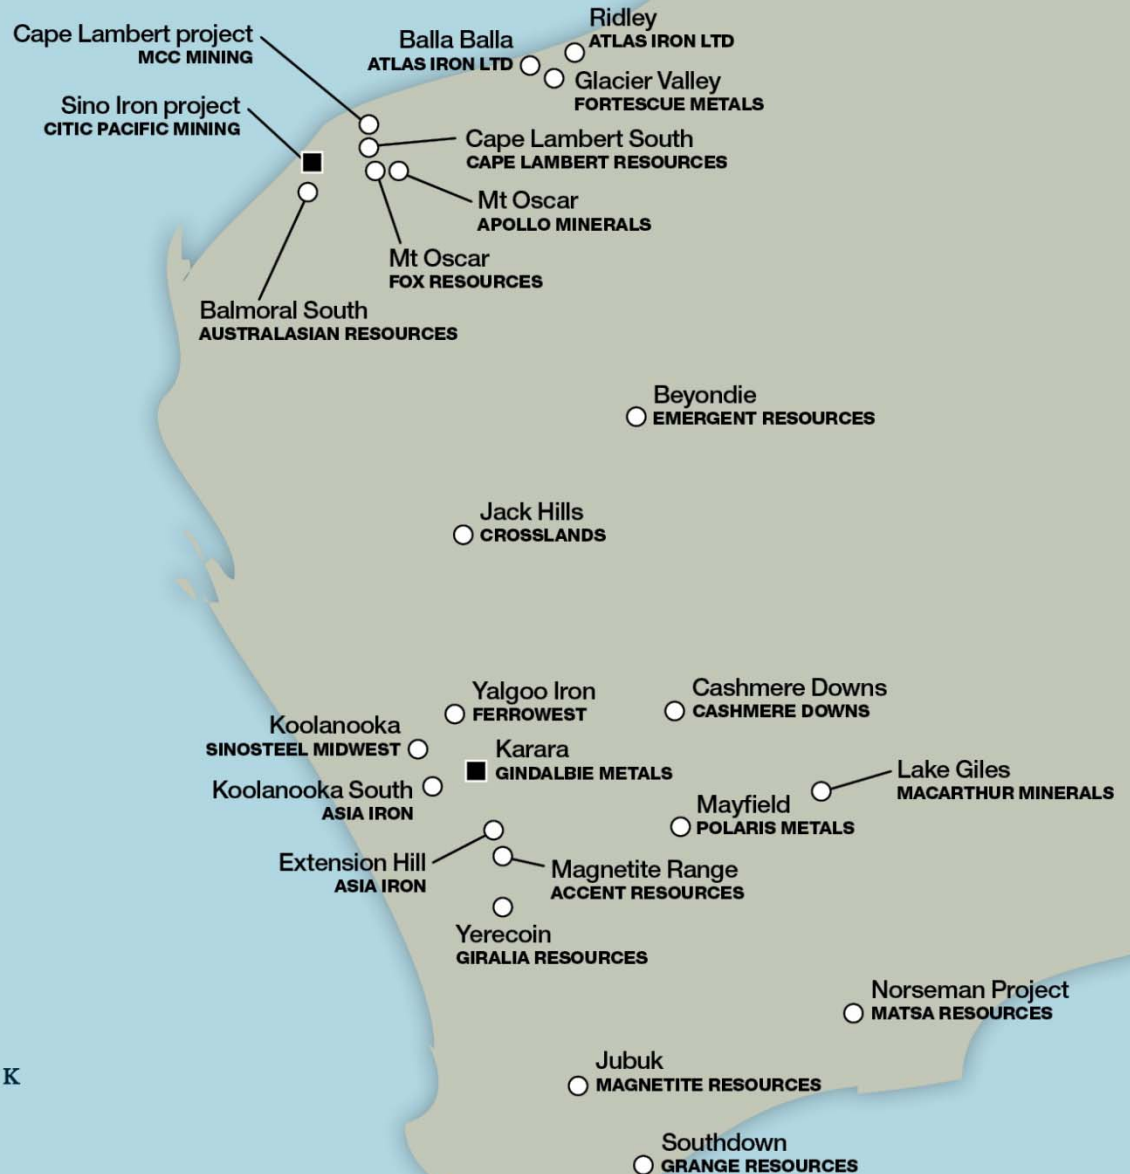 Ridley
ATLAS IRON LTD
Cape Lambert project
MCC MINING
Balla Balla
ATLAS IRON LTD
Glacier Valley
FORTESCUE METALS
Sino Iron project
CITIC PACIFIC MINING
Cape Lambert South
CAPE LAMBERT RESOURCES
Mt Oscar
APOLLO MINERALS
Mt Oscar
FOX RESOURCES
Balmoral South
AUSTRALASIAN RESOURCES
Beyondie
EMERGENT RESOURCES
Jack Hills
CROSSLANDS
Yalgoo Iron
FERROWEST
Cashmere Downs
CASHMERE DOWNS
Koolanooka
SINOSTEEL MIDWEST
Karara
GINDALBIE METALS
Lake Giles
MACARTHUR MINERALS
Koolanooka South
ASIA IRON
Mayfield
POLARIS METALS
Extension Hill
ASIA IRON
Magnetite Range
ACCENT RESOURCES
Yerecoin
GIRALIA RESOURCES
Norseman Project
MATSA RESOURCES
K
Jubuk
MAGNETITE RESOURCES
Southdown
GRANGE RESOURCES